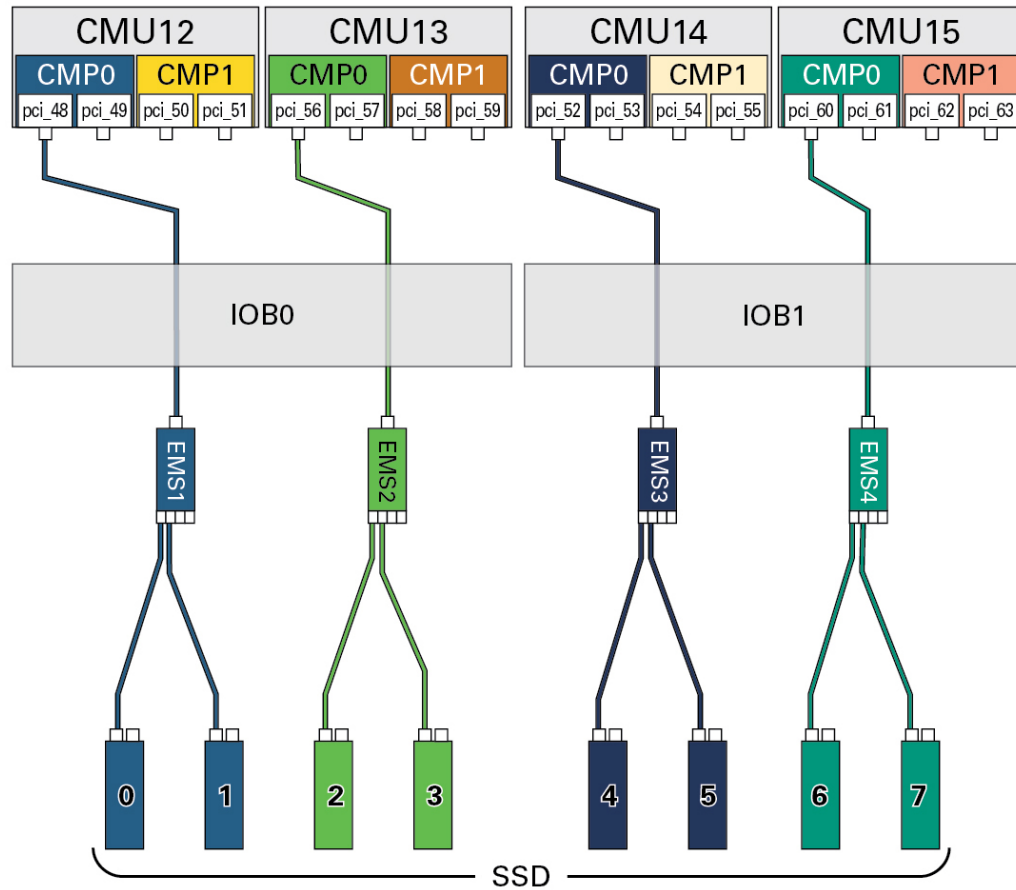 CMU12 CMU13 CMU14 CMU15
CMP0 CMP1 CMP0 CMP1 CMP0 CMP1 CMP0 CMP1
pci_48 pci_49 pci_50 pci_51 pci_56 pci_57 pci_58 pci_59 pci_52 pci_53 pci_54 pci_55 pci_60 pci_61 pci_62 pci_63
IOB0 IOB1
EMS1 EMS2 EMS3 EMS4
0 1 2 3 4 5 6 7
SSD